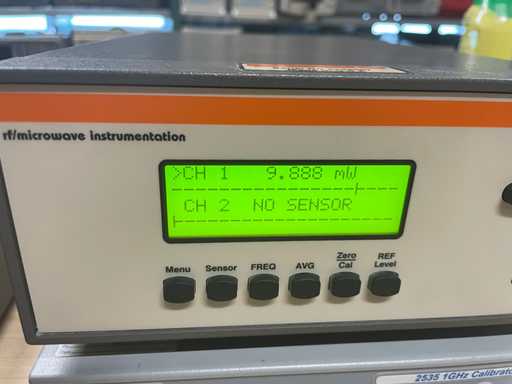 rf/microwave instrumentation
>CH 1 9.888 mW
CH 2 NO SENSOR
Menu
Sensor
FREQ
AVG
Zero
Cal
REF
Level
2535 1GHz Calibrato